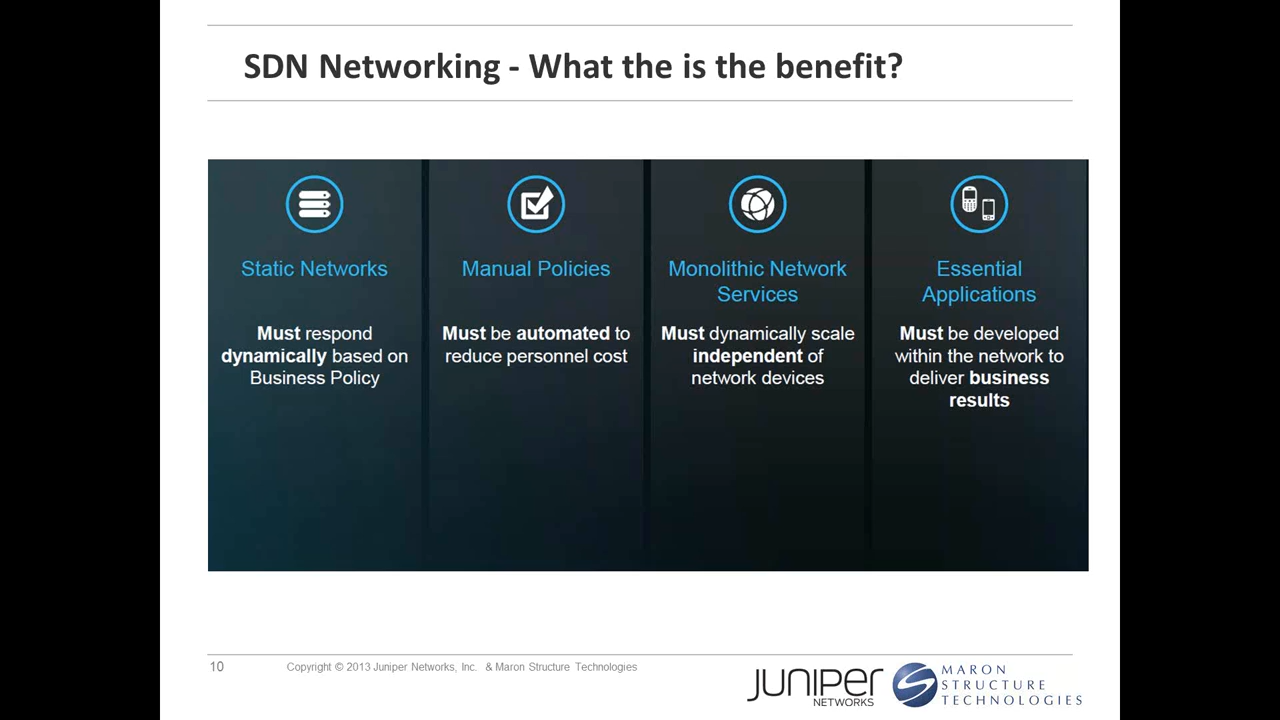 SDN Networking - What the is the benefit?
Static Networks
Must respond
dynamically based on
Business Policy
Manual Policies
Must be automated to
reduce personnel cost
Monolithic Network
Services
Must dynamically scale
independent of
network devices
Essential
Applications
Must be developed
within the network to
deliver business
results
10
Copyright © 2013 Juniper Networks, Inc. & Maron Structure Technologies
JUNIPER
NETWORKS
MARON
STRUCTURE
TECHNOLOGIES